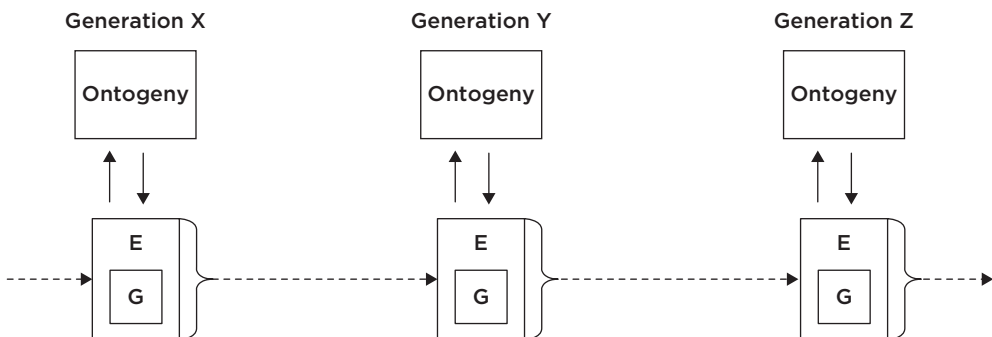 Generation X
Generation Y
Generation Z
Ontogeny
Ontogeny
Ontogeny
E
E
E
G
G
G